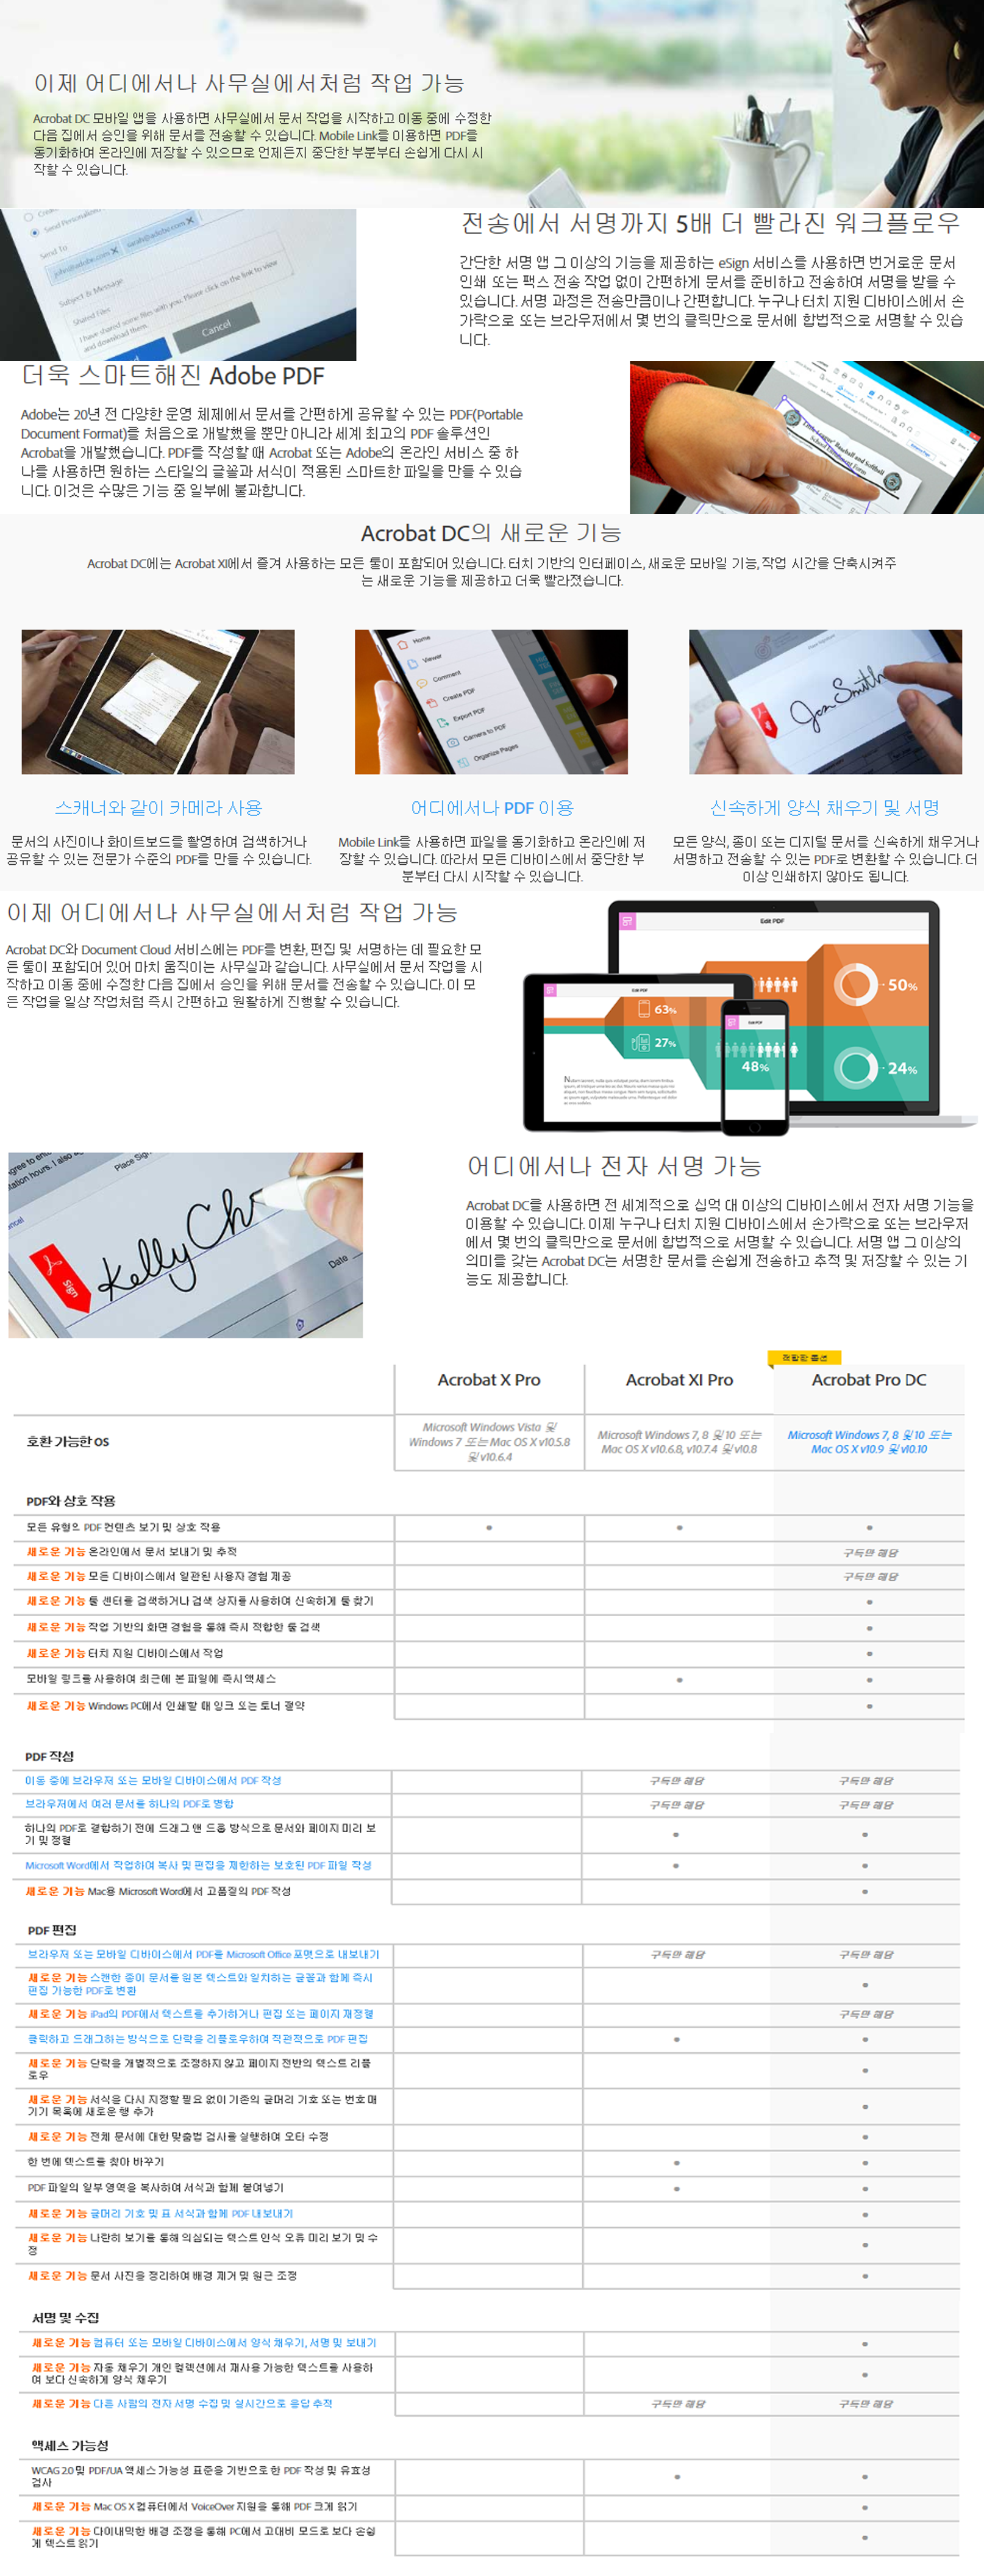 이제 어디에서나 사무실에서처럼 작업 가능
Acrobat DC 모바일 앱을 사용하면 사무실에서 문서 작업을 시작하고 이동 중에 수정한
다음 집에서 승인을 위해 문서를 전송할 수 있습니다. Mobile Link를 이용하면 PDF를
동기화하여 온라인에 저장할 수 있으므로 언제든지 중단한 부분부터 손쉽게 다시 시
작할 수 있습니다.
전송에서 서명까지 5배 더 빨라진 워크플로우
간단한 서명 앱 그 이상의 기능을 제공하는 eSign 서비스를 사용하면 번거로운 문서
인쇄 또는 팩스 전송 작업 없이 간편하게 문서를 준비하고 전송하여 서명을 받을 수
있습니다. 서명 과정은 전송만큼이나 간편합니다. 누구나 터치 지원 디바이스에서 손
가락으로 또는 브라우저에서 몇 번의 클릭만으로 문서에 합법적으로 서명할 수 있습
니다.
Send To
john@adobe.com X sarah@adobe.com X
Subject & Message
Shared Files
I have shared some files with you. Please click on the link to view
and download them.
Cancel
더욱 스마트해진 Adobe PDF
Adobe는 20년 전 다양한 운영 체제에서 문서를 간편하게 공유할 수 있는 PDF(Portable
Document Format)를 처음으로 개발했을 뿐만 아니라 세계 최고의 PDF 솔루션인
Acrobat을 개발했습니다. PDF를 작성할 때 Acrobat 또는 Adobe의 온라인 서비스 중 하
나를 사용하면 원하는 스타일의 글꼴과 서식이 적용된 스마트한 파일을 만들 수 있습
니다. 이것은 수많은 기능 중 일부에 불과합니다.
Acrobat DC의 새로운 기능
Acrobat DC에는 Acrobat XI에서 즐겨 사용하는 모든 툴이 포함되어 있습니다. 터치 기반의 인터페이스, 새로운 모바일 기능, 작업 시간을 단축시켜주
는 새로운 기능을 제공하고 더욱 빨라졌습니다.
Home
Viewer
Comment
Create PDF
Export PDF
Camera to PDF
Organize Pages
Jon Smith
스캐너와 같이 카메라 사용
문서의 사진이나 화이트보드를 촬영하여 검색하거나
공유할 수 있는 전문가 수준의 PDF를 만들 수 있습니다.
어디에서나 PDF 이용
Mobile Link를 사용하면 파일을 동기화하고 온라인에 저
장할 수 있습니다. 따라서 모든 디바이스에서 중단한 부
분부터 다시 시작할 수 있습니다.
신속하게 양식 채우기 및 서명
모든 양식, 종이 또는 디지털 문서를 신속하게 채우거나
서명하고 전송할 수 있는 PDF로 변환할 수 있습니다. 더
이상 인쇄하지 않아도 됩니다.
이제 어디에서나 사무실에서처럼 작업 가능
Acrobat DC와 Document Cloud 서비스에는 PDF를 변환, 편집 및 서명하는 데 필요한 모
든 툴이 포함되어 있어 마치 움직이는 사무실과 같습니다. 사무실에서 문서 작업을 시
작하고 이동 중에 수정한 다음 집에서 승인을 위해 문서를 전송할 수 있습니다. 이 모
든 작업을 일상 작업처럼 즉시 간편하고 원활하게 진행할 수 있습니다.
Edit PDF
50%
Edit PDF
63%
27%
Edit PDF
48%
24%
Place Sign
Kelly Ch
Sign
Date
어디에서나 전자 서명 가능
Acrobat DC를 사용하면 전 세계적으로 십억 대 이상의 디바이스에서 전자 서명 기능을
이용할 수 있습니다. 이제 누구나 터치 지원 디바이스에서 손가락으로 또는 브라우저
에서 몇 번의 클릭만으로 문서에 합법적으로 서명할 수 있습니다. 서명 앱 그 이상의
의미를 갖는 Acrobat DC는 서명한 문서를 손쉽게 전송하고 추적 및 저장할 수 있는 기
능도 제공합니다.
적합한 옵션
Acrobat X Pro Acrobat XI Pro Acrobat Pro DC
호환 가능한 OS
Microsoft Windows Vista 및
Windows 7 또는 Mac OS X v10.5.8
및 v10.6.4
Microsoft Windows 7, 8 및 10 또는
Mac OS X v10.6.8, v10.7.4 및 v10.8
Microsoft Windows 7, 8 및 10 또는
Mac OS X v10.9 및 v10.10
PDF와 상호 작용
모든 유형의 PDF 컨텐츠 보기 및 상호 작용 • • •
새로운 기능 온라인에서 문서 보내기 및 추적 구독만 해당
새로운 기능 모든 디바이스에서 일관된 사용자 경험 제공 구독만 해당
새로운 기능 툴 센터를 검색하거나 검색 상자를 사용하여 신속하게 툴 찾기 •
새로운 기능 작업 기반의 화면 경험을 통해 즉시 적합한 툴 검색 •
새로운 기능 터치 지원 디바이스에서 작업 •
모바일 링크를 사용하여 최근에 본 파일에 즉시 액세스 • •
새로운 기능 Windows PC에서 인쇄할 때 잉크 또는 토너 절약 •
PDF 작성
이동 중에 브라우저 또는 모바일 디바이스에서 PDF 작성 구독만 해당 구독만 해당
브라우저에서 여러 문서를 하나의 PDF로 병합 구독만 해당 구독만 해당
하나의 PDF로 결합하기 전에 드래그 앤 드롭 방식으로 문서와 페이지 미리 보
기 및 정렬 • •
Microsoft Word에서 작업하여 복사 및 편집을 제한하는 보호된 PDF 파일 작성 • •
새로운 기능 Mac용 Microsoft Word에서 고품질의 PDF 작성 •
PDF 편집
브라우저 또는 모바일 디바이스에서 PDF를 Microsoft Office 포맷으로 내보내기 구독만 해당 구독만 해당
새로운 기능 스캔한 종이 문서를 원본 텍스트와 일치하는 글꼴과 함께 즉시
편집 가능한 PDF로 변환 •
새로운 기능 iPad의 PDF에서 텍스트를 추가하거나 편집 또는 페이지 재정렬 구독만 해당
클릭하고 드래그하는 방식으로 단락을 리플로우하여 직관적으로 PDF 편집 • •
새로운 기능 단락을 개별적으로 조정하지 않고 페이지 전반의 텍스트 리플
로우 •
새로운 기능 서식을 다시 지정할 필요 없이 기존의 글머리 기호 또는 번호 매
기기 목록에 새로운 행 추가 •
새로운 기능 전체 문서에 대한 맞춤법 검사를 실행하여 오타 수정 •
한 번에 텍스트를 찾아 바꾸기 • •
PDF 파일의 일부 영역을 복사하여 서식과 함께 붙여넣기 • •
새로운 기능 글머리 기호 및 표 서식과 함께 PDF 내보내기 •
새로운 기능 나란히 보기를 통해 의심되는 텍스트 인식 오류 미리 보기 및 수
정 •
새로운 기능 문서 사진을 정리하여 배경 제거 및 원근 조정 •
서명 및 수집
새로운 기능 컴퓨터 또는 모바일 디바이스에서 양식 채우기, 서명 및 보내기 •
새로운 기능 자동 채우기 개인 컬렉션에서 재사용 가능한 텍스트를 사용하
여 보다 신속하게 양식 채우기 •
새로운 기능 다른 사람의 전자 서명 수집 및 실시간으로 응답 추적 구독만 해당 구독만 해당
액세스 가능성
WCAG 2.0 및 PDF/UA 액세스 가능성 표준을 기반으로 한 PDF 작성 및 유효성
검사 • •
새로운 기능 Mac OS X 컴퓨터에서 VoiceOver 지원을 통해 PDF 크게 읽기 •
새로운 기능 다이내믹한 배경 조정을 통해 PC에서 고대비 모드로 보다 손쉽
게 텍스트 읽기 •